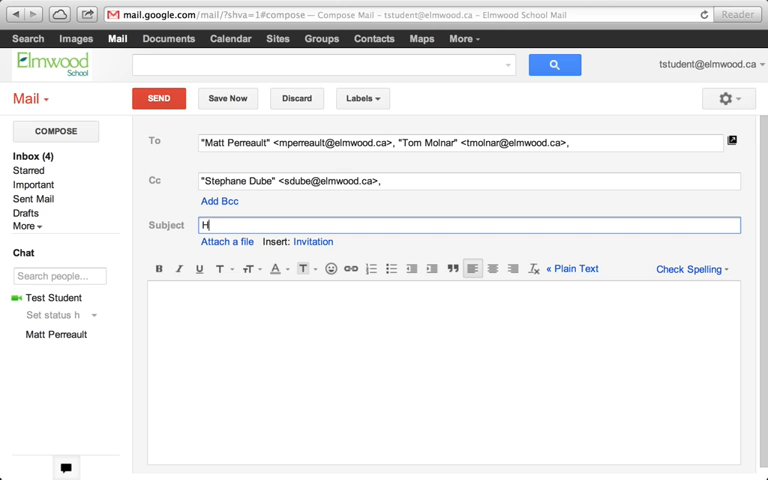 mail.google.com/mail/?shva=1#compose — Compose Mail – tstudent@elmwood.ca – Elmwood School Mail
Reader
Search Images Mail Documents Calendar Sites Groups Contacts Maps More
Elmwood
School
tstudent@elmwood.ca
Mail
SEND Save Now Discard Labels
COMPOSE
To "Matt Perreault" <mperreault@elmwood.ca>, "Tom Molnar" <tmolnar@elmwood.ca>,
Inbox (4)
Starred
Important
Sent Mail
Drafts
More
Cc "Stephane Dube" <sdube@elmwood.ca>,
Add Bcc
Subject H
Attach a file Insert: Invitation
B I U T T A T « Plain Text Check Spelling
Chat
Search people...
Test Student
Set status h
Matt Perreault